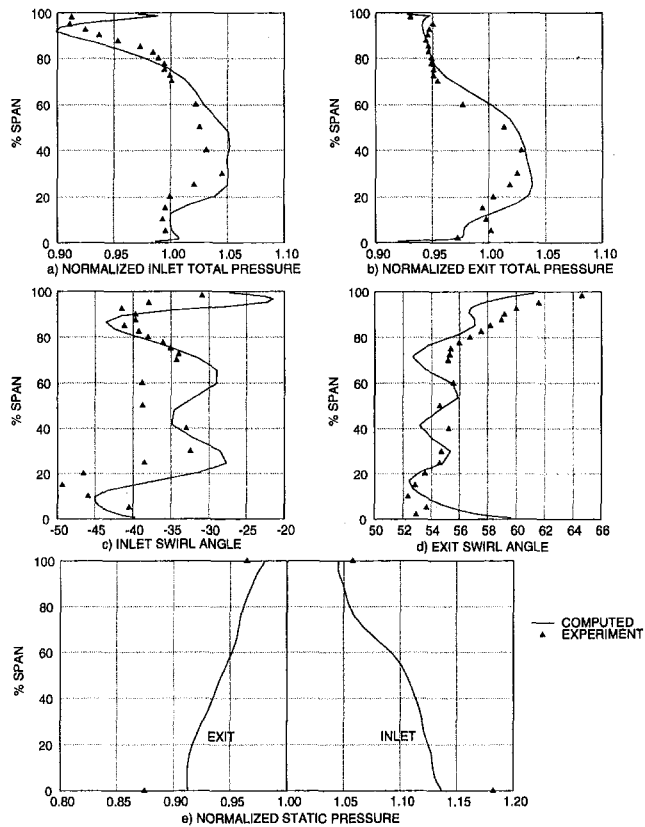 100
80
60
40
20
0
% SPAN
0.90 0.95 1.00 1.05 1.10
a) NORMALIZED INLET TOTAL PRESSURE
100
80
60
40
20
0
% SPAN
0.90 0.95 1.00 1.05 1.10
b) NORMALIZED EXIT TOTAL PRESSURE
100
80
60
40
20
0
% SPAN
-50 -45 -40 -35 -30 -25 -20
c) INLET SWIRL ANGLE
100
80
60
40
20
0
% SPAN
50 52 54 56 58 60 62 64 66
d) EXIT SWIRL ANGLE
100
80
60
40
20
0
% SPAN
EXIT
INLET
0.80 0.85 0.90 0.95 1.00 1.05 1.10 1.15 1.20
e) NORMALIZED STATIC PRESSURE
COMPUTED
EXPERIMENT